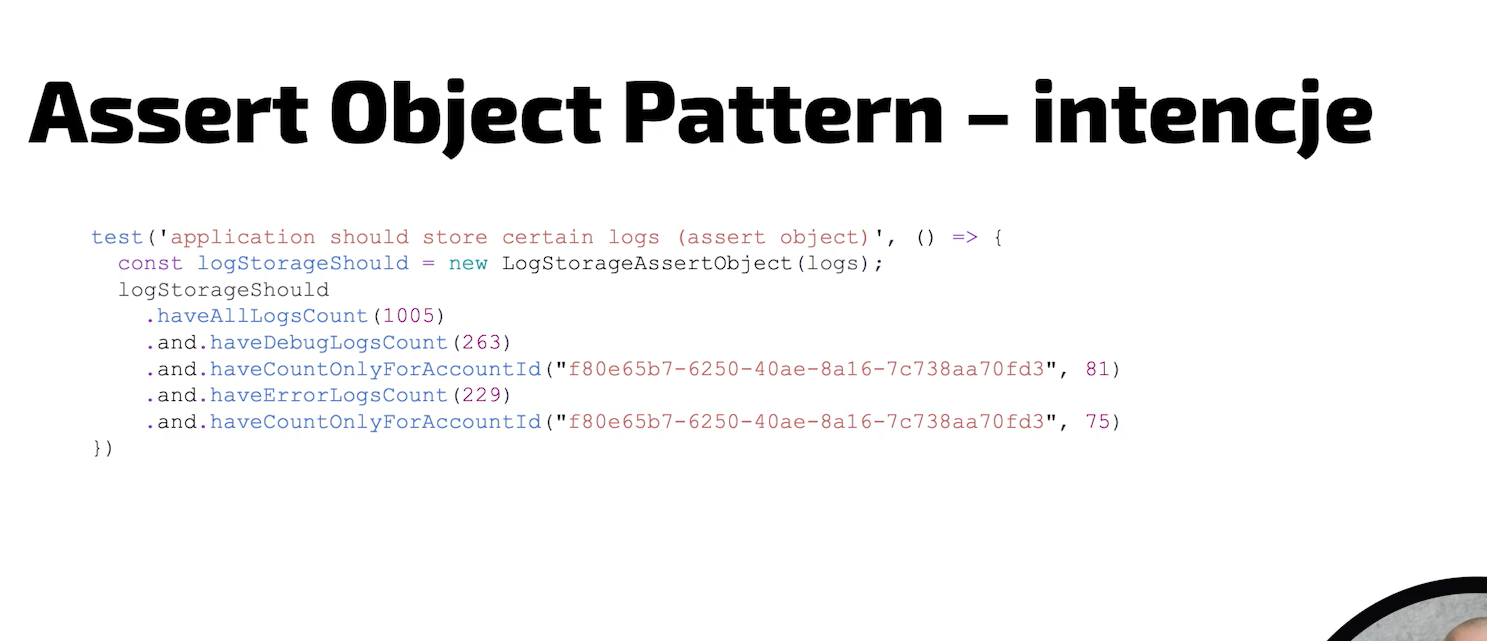 Assert Object Pattern – intencje
test('application should store certain logs (assert object)', () => {
const logStorageShould = new LogStorageAssertObject(logs);
logStorageShould
.haveAllLogsCount(1005)
.and.haveDebugLogsCount(263)
.and.haveCountOnlyForAccountId("f80e65b7-6250-40ae-8a16-7c738aa70fd3", 81)
.and.haveErrorLogsCount(229)
.and.haveCountOnlyForAccountId("f80e65b7-6250-40ae-8a16-7c738aa70fd3", 75)
})